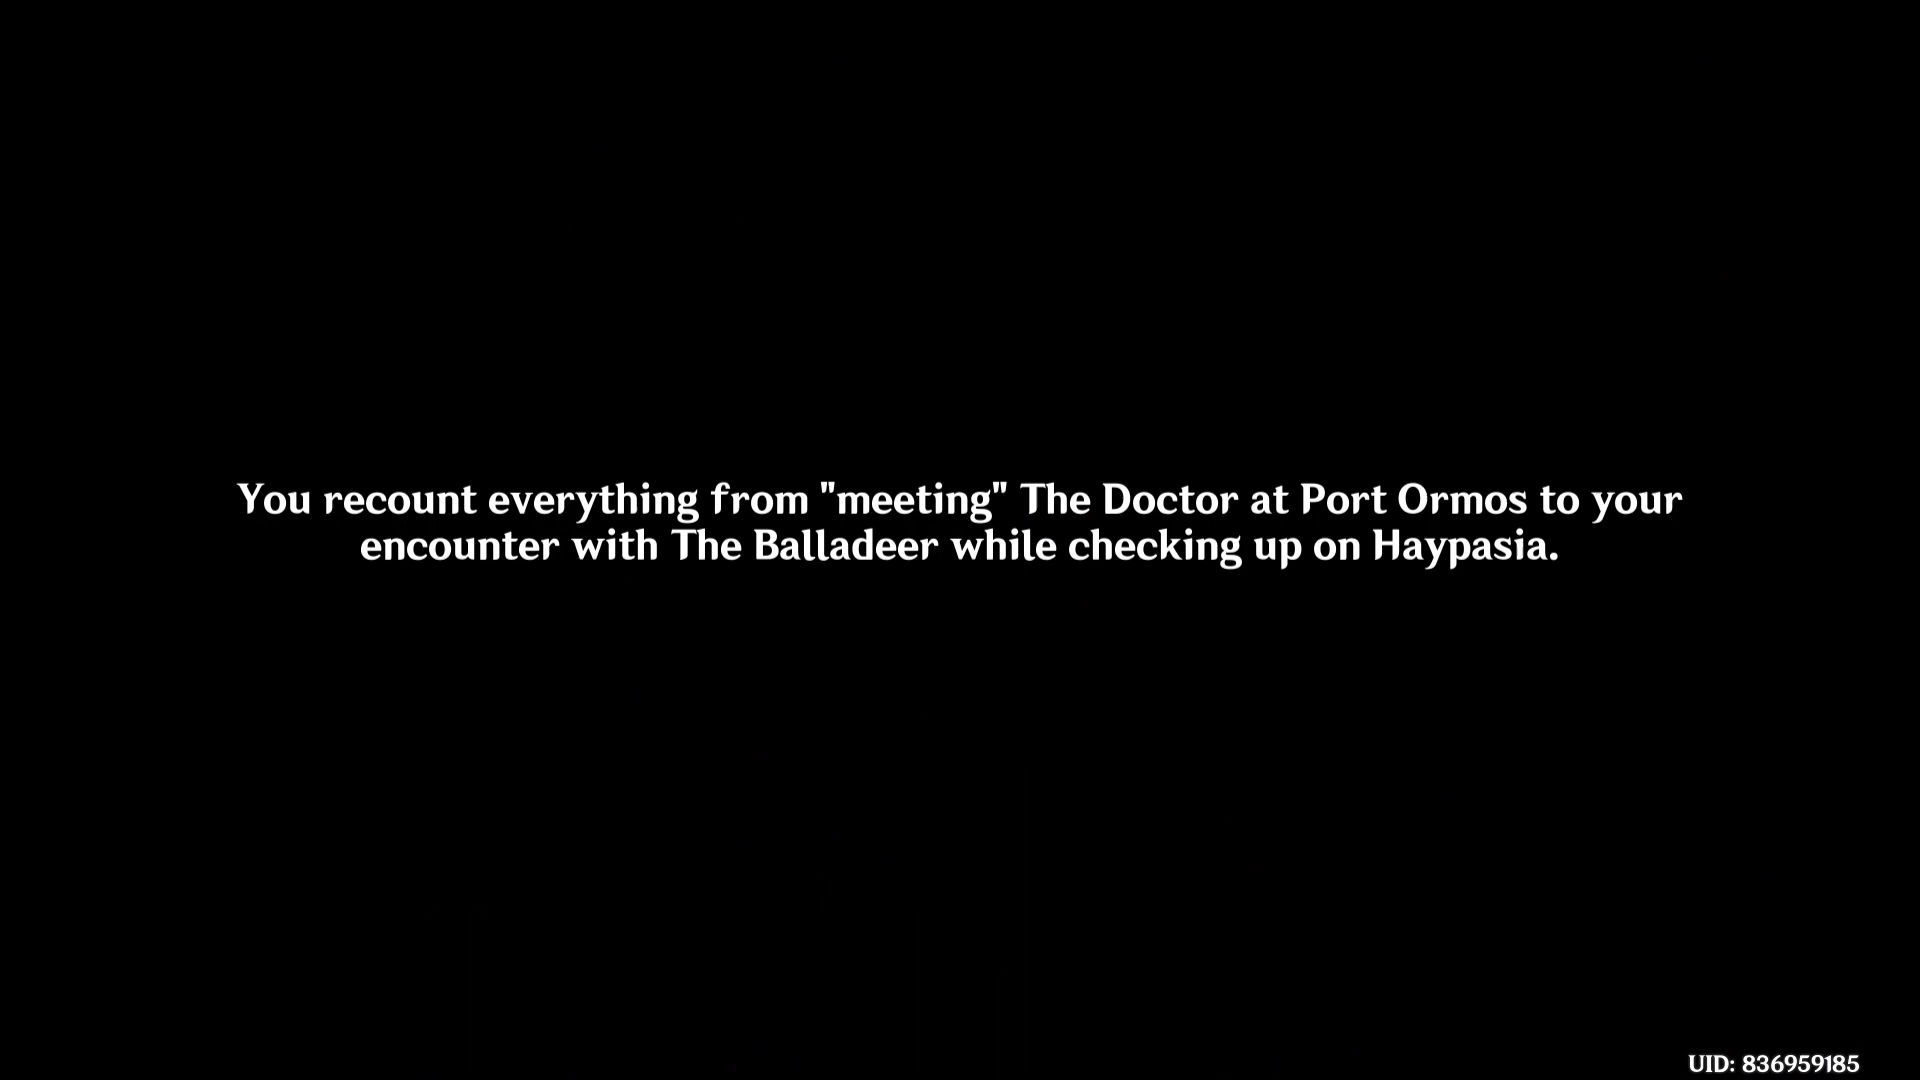 You recount everything from "meeting" The Doctor at Port Ormos to your
encounter with The Balladeer while checking up on Haypasia.
UID: 836959185